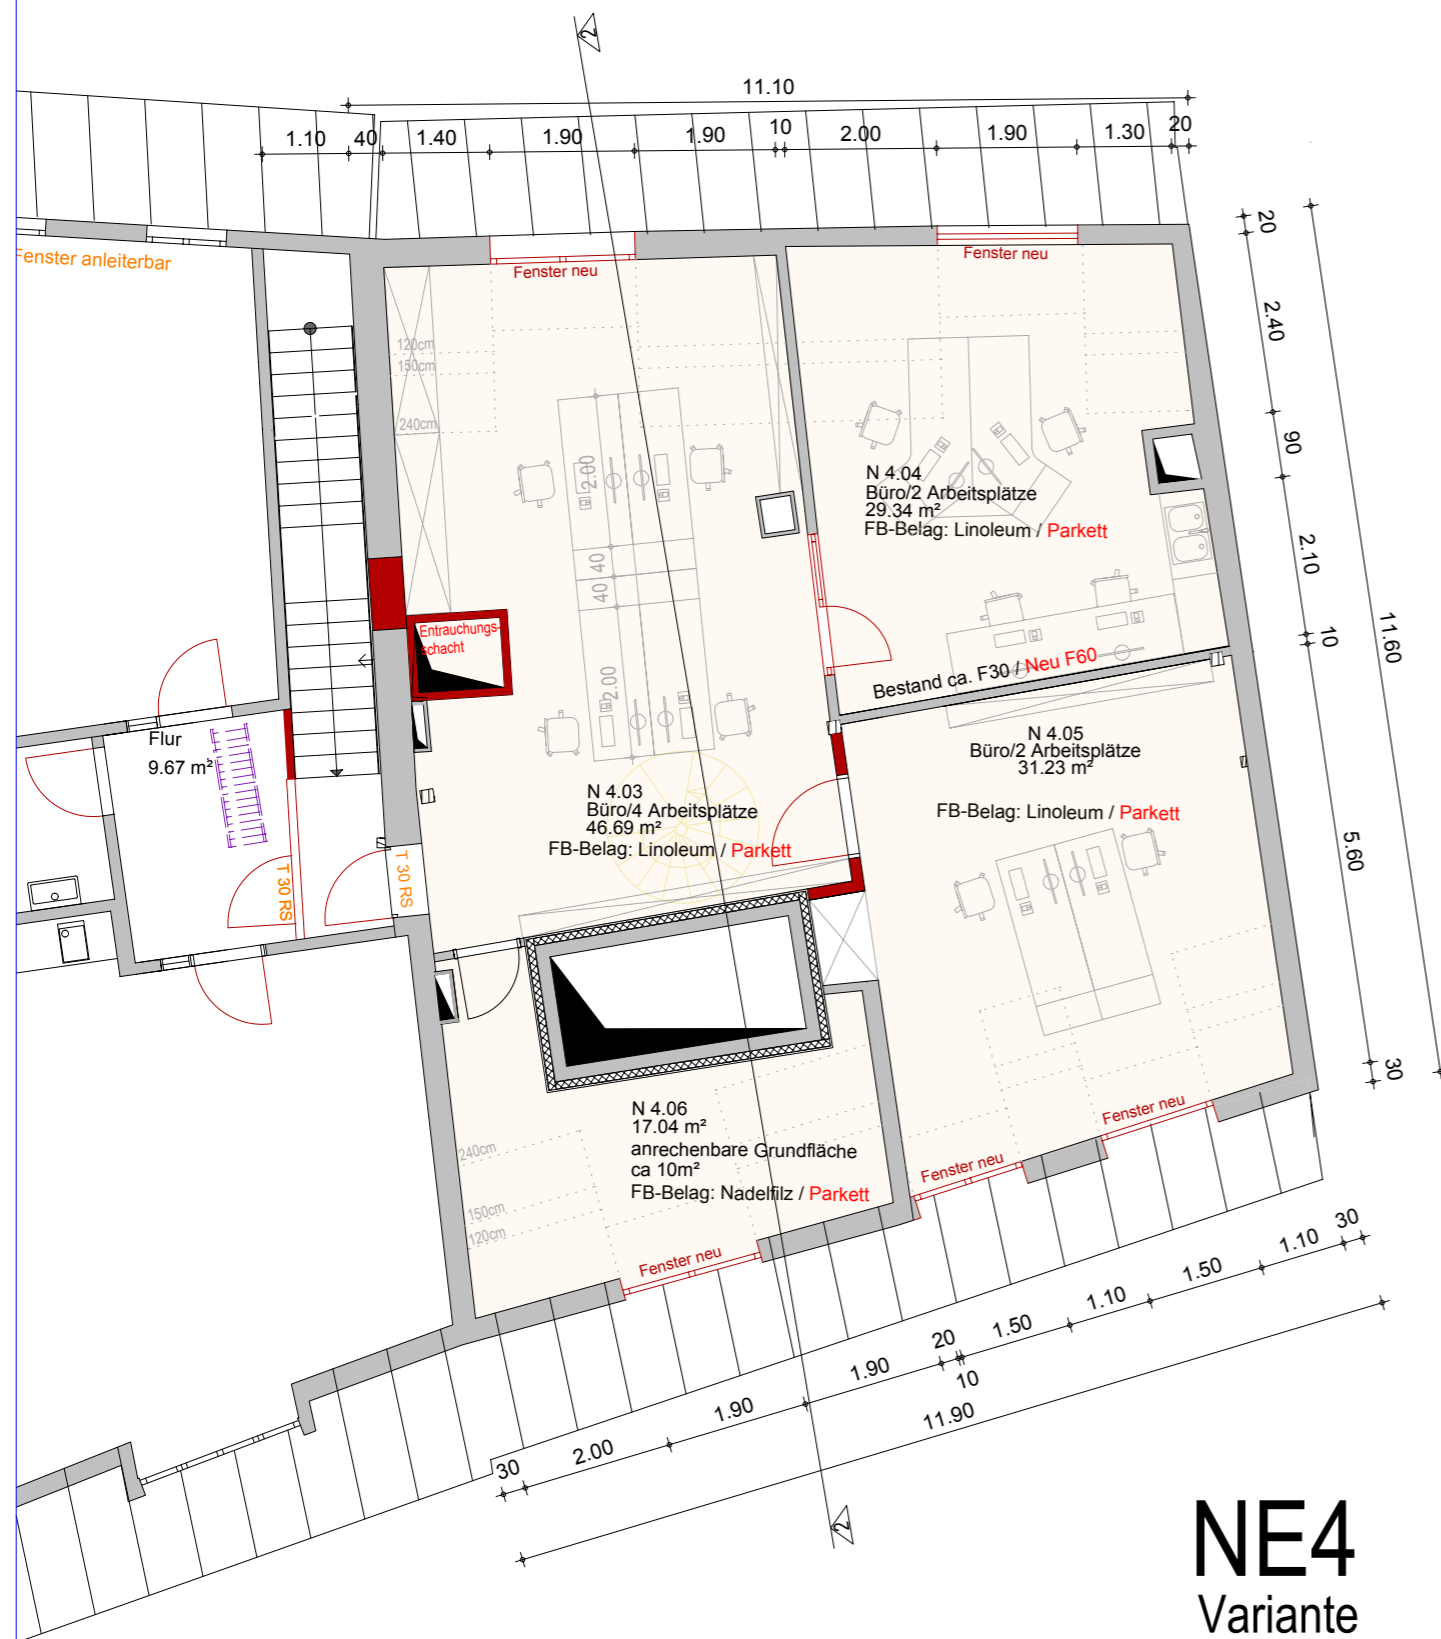 2
11.10
1.10
40
1.40
1.90
1.90
10
2.00
1.90
1.30
20
Fenster anleiterbar
Fenster neu
Fenster neu
20
2.40
90
2.10
10
11.60
5.60
30
120cm
150cm
240cm
2.00
40
40
2.00
N 4.04
Büro/2 Arbeitsplätze
29.34 m²
FB-Belag: Linoleum / Parkett
Entrauchungs-
schacht
Bestand ca. F30 / Neu F60
Flur
9.67 m²
N 4.05
Büro/2 Arbeitsplätze
31.23 m²
FB-Belag: Linoleum / Parkett
N 4.03
Büro/4 Arbeitsplätze
46.69 m²
FB-Belag: Linoleum / Parkett
T 30 RS
T 30 RS
N 4.06
17.04 m²
anrechenbare Grundfläche
ca 10m²
FB-Belag: Nadelfilz / Parkett
240cm
150cm
120cm
Fenster neu
Fenster neu
Fenster neu
30
2.00
1.90
1.90
20
10
1.50
1.10
1.50
1.10
30
11.90
2
NE4
Variante